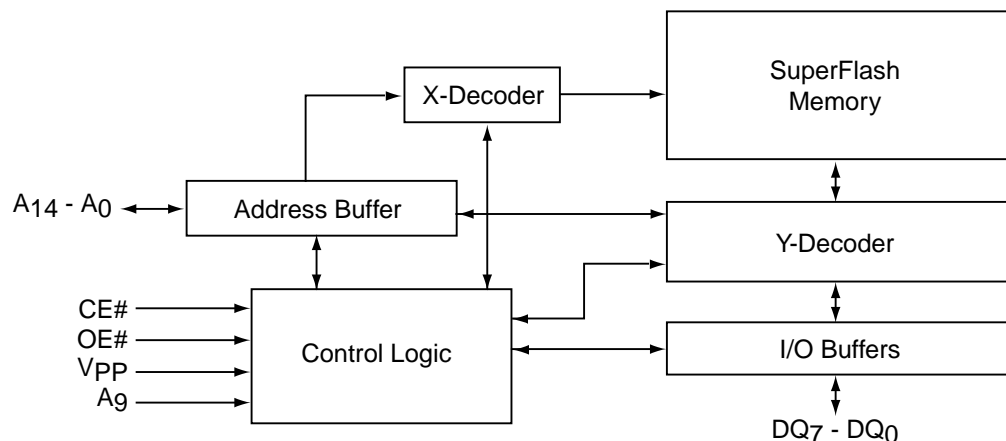 SuperFlash
Memory
X-Decoder
A14 - A0
Address Buffer
Y-Decoder
CE#
OE#
VPP
A9
Control Logic
I/O Buffers
DQ7 - DQ0